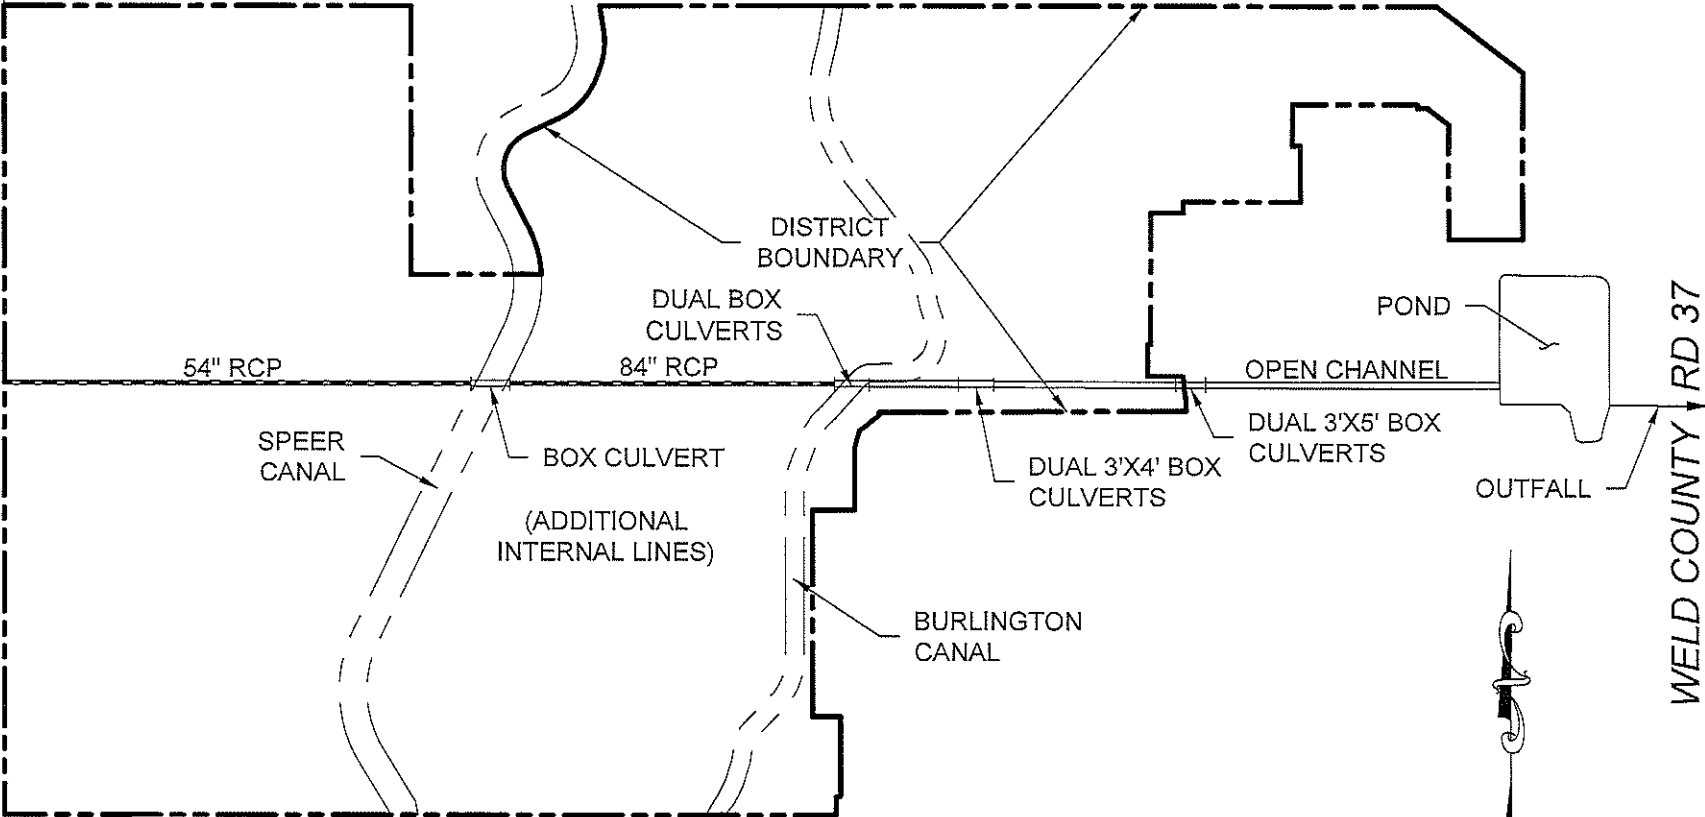 DISTRICT
BOUNDARY
DUAL BOX
CULVERTS
POND
54" RCP
84" RCP
OPEN CHANNEL
SPEER
CANAL
BOX CULVERT
DUAL 3'X4' BOX
CULVERTS
DUAL 3'X5' BOX
CULVERTS
OUTFALL
(ADDITIONAL
INTERNAL LINES)
BURLINGTON
CANAL
WELD COUNTY RD 37